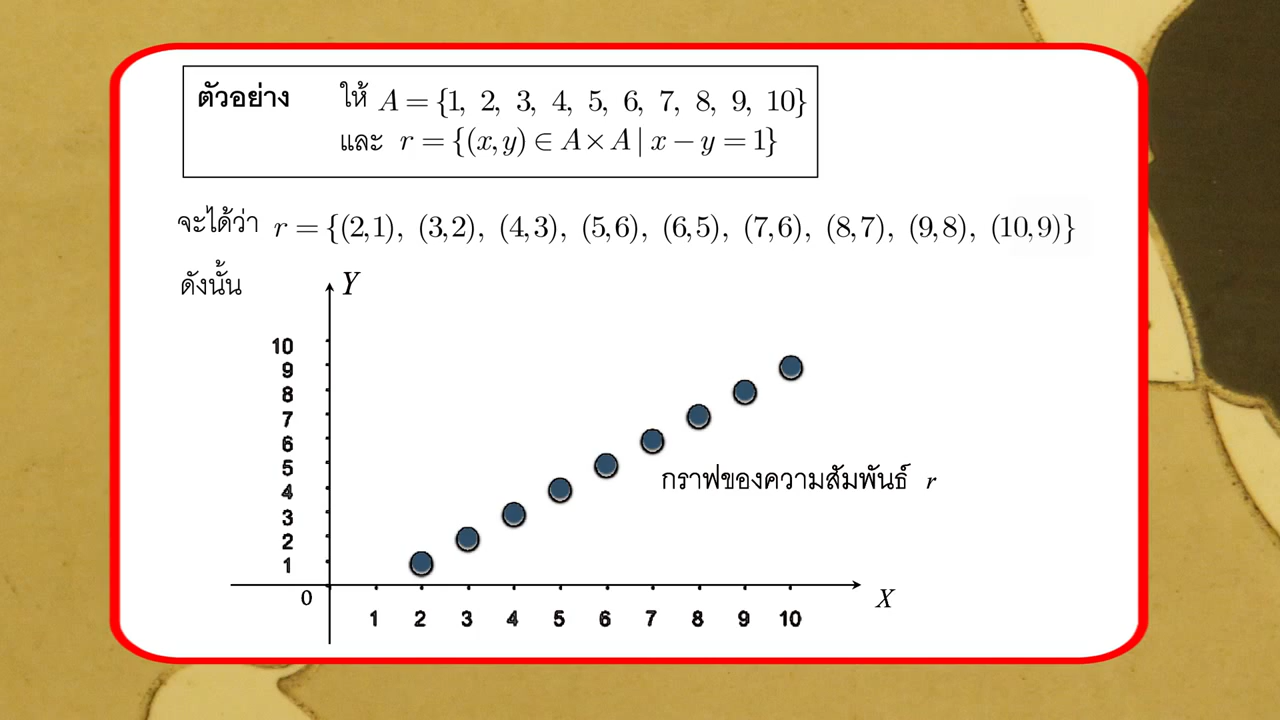 ตัวอย่าง ให้ A = {1, 2, 3, 4, 5, 6, 7, 8, 9, 10}
และ r = {(x, y) ∈ A × A | x − y = 1}
จะได้ว่า r = {(2,1), (3,2), (4,3), (5,6), (6,5), (7,6), (8,7), (9,8), (10,9)}
ดังนั้น
Y
10
9
8
7
6
5
4
3
2
1
กราฟของความสัมพันธ์ r
0
X
1 2 3 4 5 6 7 8 9 10